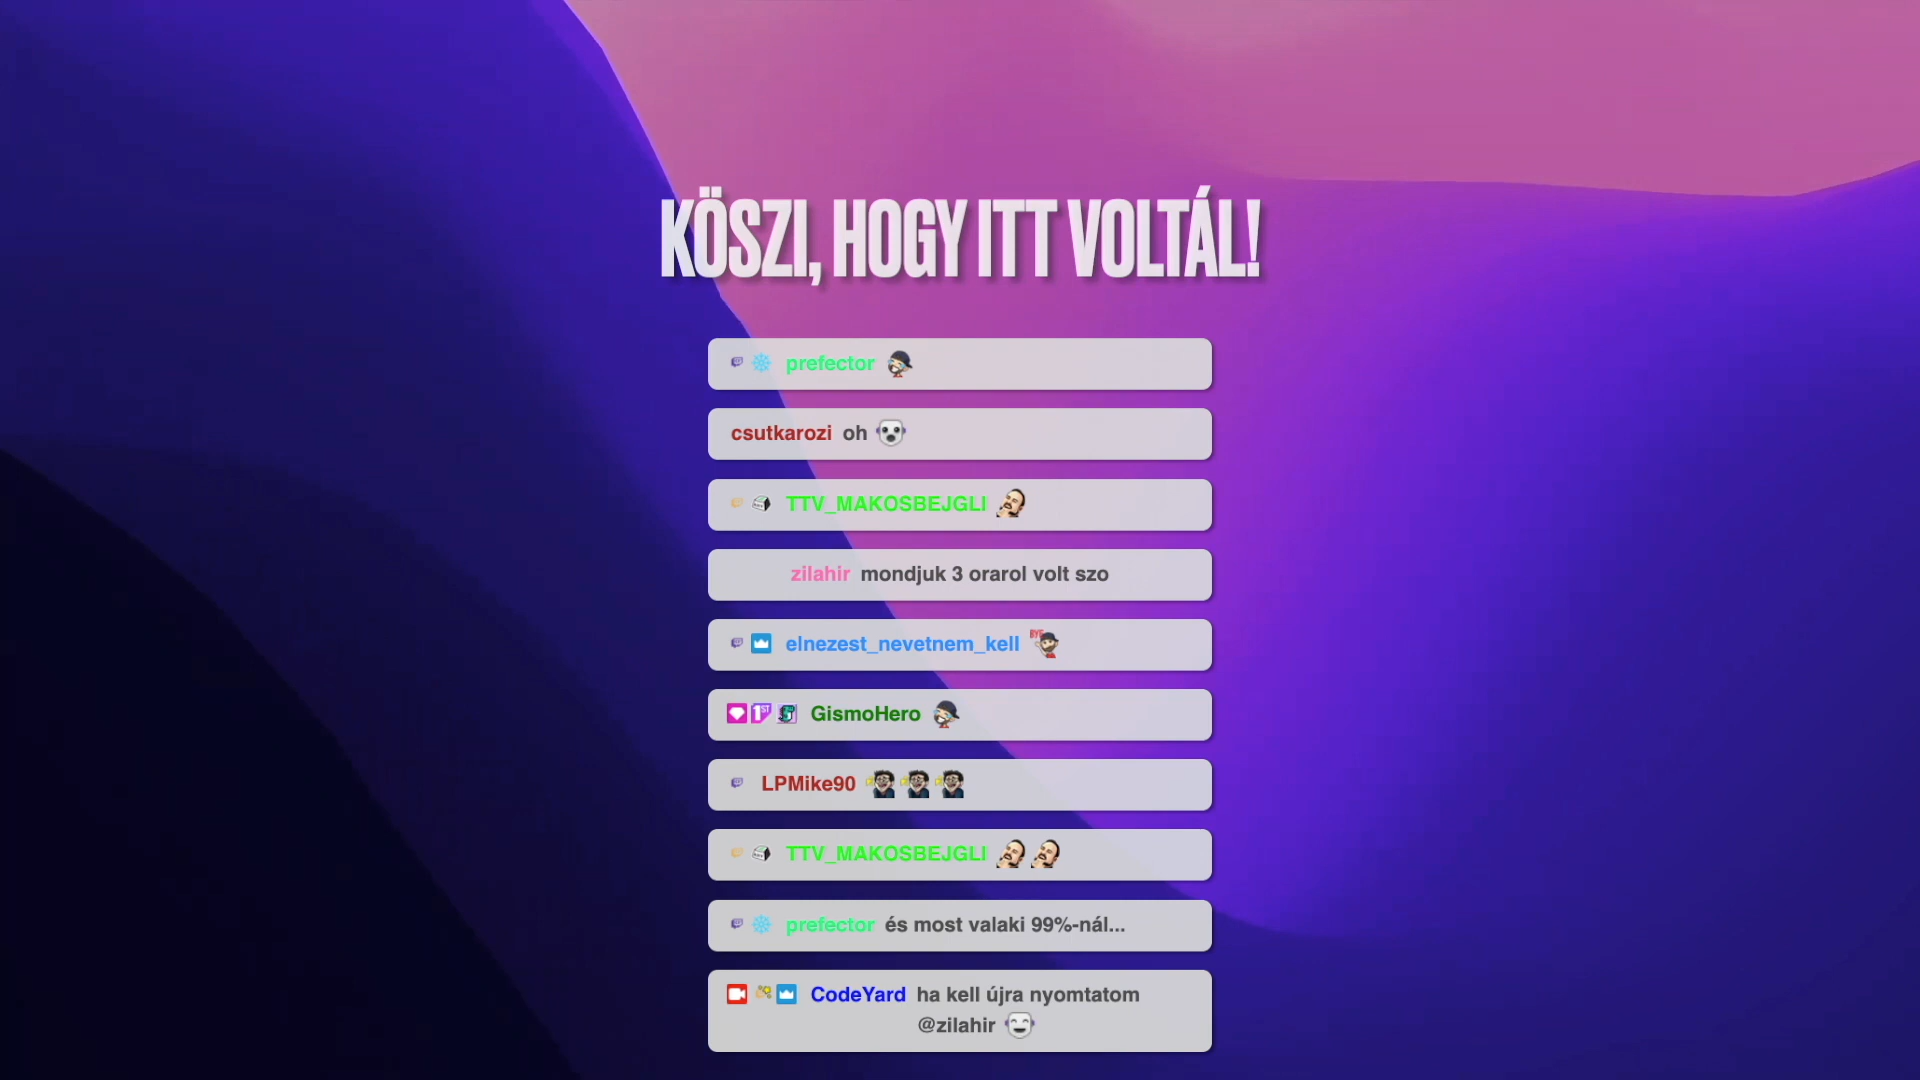 KÖSZI, HOGY ITT VOLTÁL!
prefector
csutkarozi oh
TTV_MAKOSBEJGLI
zilahir mondjuk 3 orarol volt szo
elnezest_nevetnem_kell
GismoHero
LPMike90
TTV_MAKOSBEJGLI
prefector és most valaki 99%-nál...
CodeYard ha kell újra nyomtatom
@zilahir